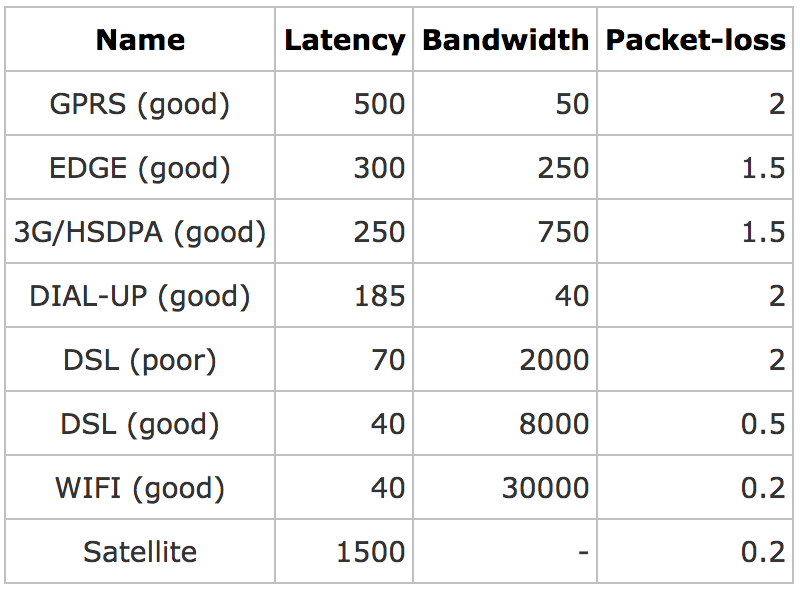 Name Latency Bandwidth Packet-loss
GPRS (good) 500 50 2
EDGE (good) 300 250 1.5
3G/HSDPA (good) 250 750 1.5
DIAL-UP (good) 185 40 2
DSL (poor) 70 2000 2
DSL (good) 40 8000 0.5
WIFI (good) 40 30000 0.2
Satellite 1500 - 0.2